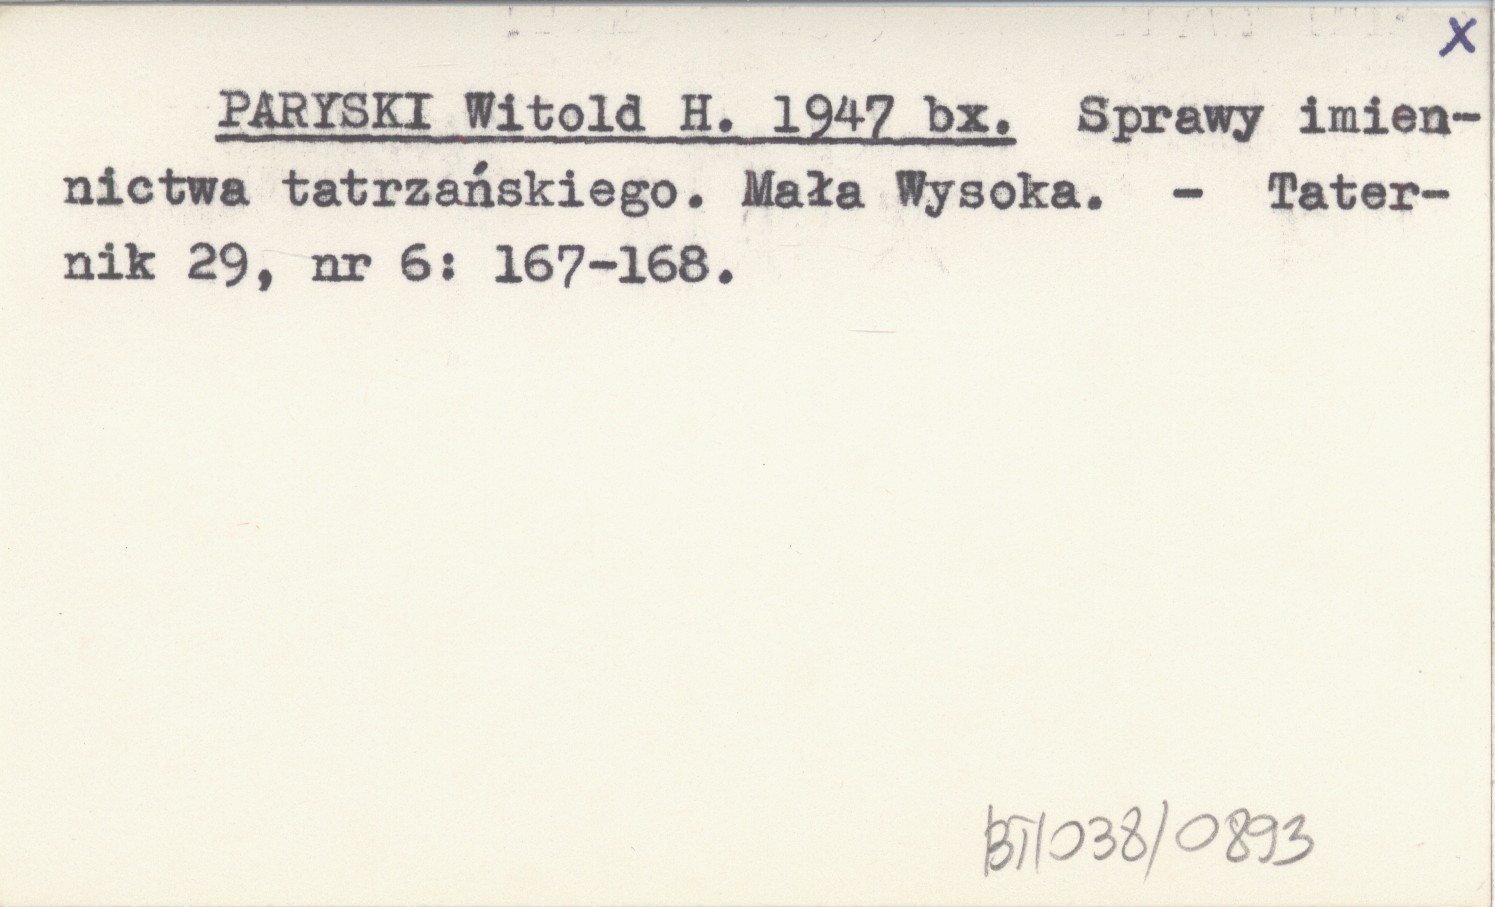 x
PARYSKI Witold H. 1947 bx. Sprawy imien-
nictwa tatrzańskiego. Mała Wysoka. - Tater-
nik 29, nr 6: 167-168.
BT/038/0893